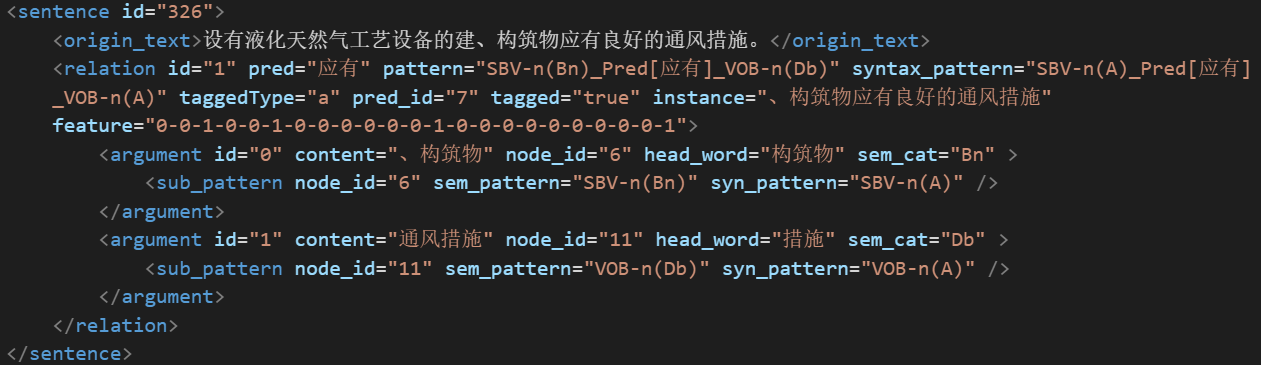 <sentence id="326">
<origin_text>设有液化天然气工艺设备的建、构筑物应有良好的通风措施。</origin_text>
<relation id="1" pred="应有" pattern="SBV-n(Bn)_Pred[应有]_VOB-n(Db)" syntax_pattern="SBV-n(A)_Pred[应有]
_VOB-n(A)" taggedType="a" pred_id="7" tagged="true" instance="、构筑物应有良好的通风措施"
feature="0-0-1-0-0-1-0-0-0-0-0-0-1-0-0-0-0-0-0-0-0-0-1">
<argument id="0" content="、构筑物" node_id="6" head_word="构筑物" sem_cat="Bn" >
<sub_pattern node_id="6" sem_pattern="SBV-n(Bn)" syn_pattern="SBV-n(A)" />
</argument>
<argument id="1" content="通风措施" node_id="11" head_word="措施" sem_cat="Db" >
<sub_pattern node_id="11" sem_pattern="VOB-n(Db)" syn_pattern="VOB-n(A)" />
</argument>
</relation>
</sentence>